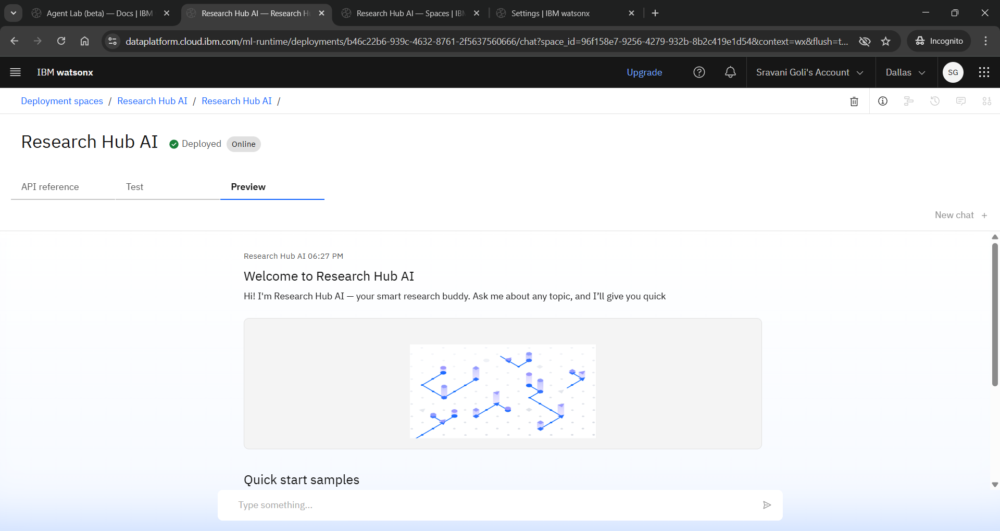 Agent Lab (beta) — Docs | IBM
Research Hub AI — Research H
Research Hub AI — Spaces | IB
Settings | IBM watsonx
dataplatform.cloud.ibm.com/ml-runtime/deployments/b46c22b6-939c-4632-8761-2f5637560666/chat?space_id=96f158e7-9256-4279-932b-8b2c419e1d54&context=wx&flush=t...
Incognito
IBM watsonx
Upgrade
Sravani Goli's Account
Dallas
SG
Deployment spaces / Research Hub AI / Research Hub AI /
Research Hub AI
Deployed
Online
API reference
Test
Preview
New chat +
Research Hub AI 06:27 PM
Welcome to Research Hub AI
Hi! I'm Research Hub AI — your smart research buddy. Ask me about any topic, and I’ll give you quick
Quick start samples
Type something...